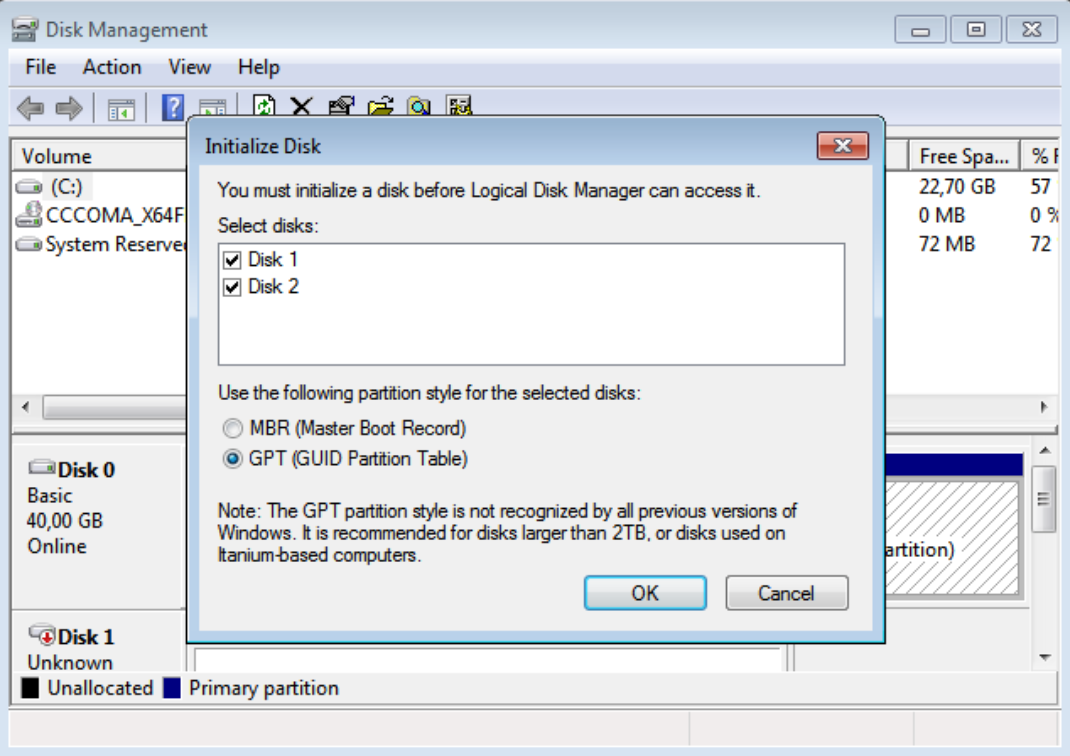 Disk Management
File Action View Help
Volume
Free Spa...
% F
(C:)
22,70 GB
57
CCCOMA_X64F
0 MB
0 %
System Reserve
72 MB
72
Initialize Disk
You must initialize a disk before Logical Disk Manager can access it.
Select disks:
Disk 1
Disk 2
Use the following partition style for the selected disks:
MBR (Master Boot Record)
GPT (GUID Partition Table)
Note: The GPT partition style is not recognized by all previous versions of
Windows. It is recommended for disks larger than 2TB, or disks used on
Itanium-based computers.
OK
Cancel
Disk 0
Basic
40,00 GB
Online
artition)
Disk 1
Unknown
Unallocated
Primary partition